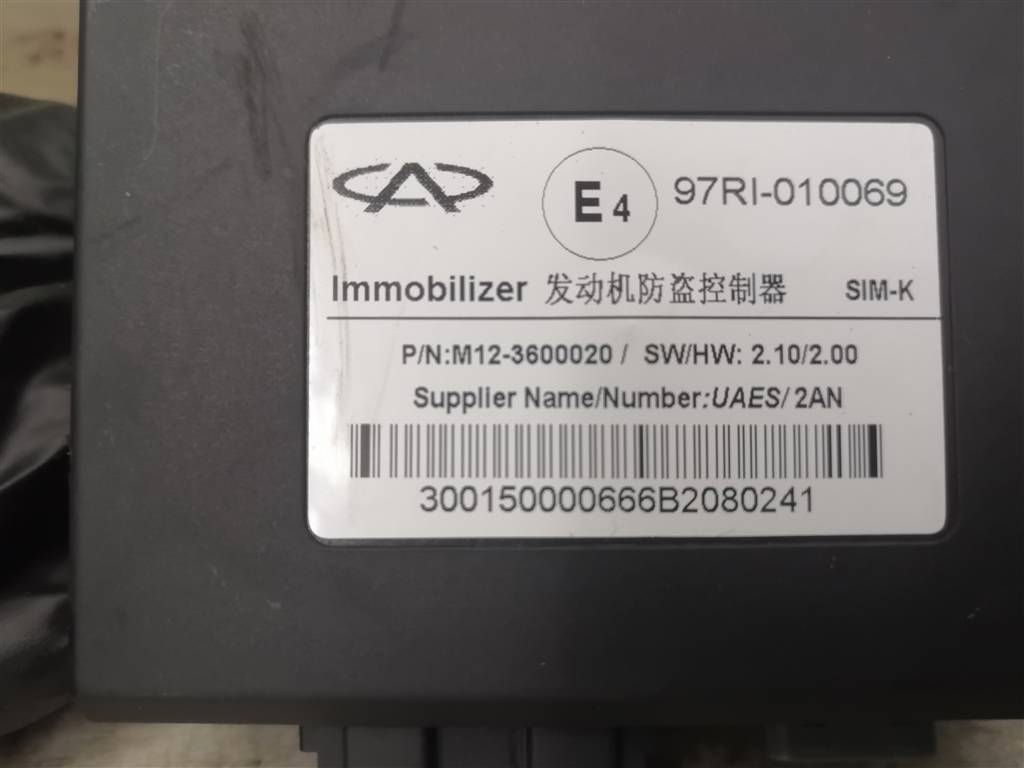 E4 97RI-010069
Immobilizer 发动机防盗控制器 SIM-K
P/N:M12-3600020 / SW/HW: 2.10/2.00
Supplier Name/Number:UAES/ 2AN
300150000666B2080241